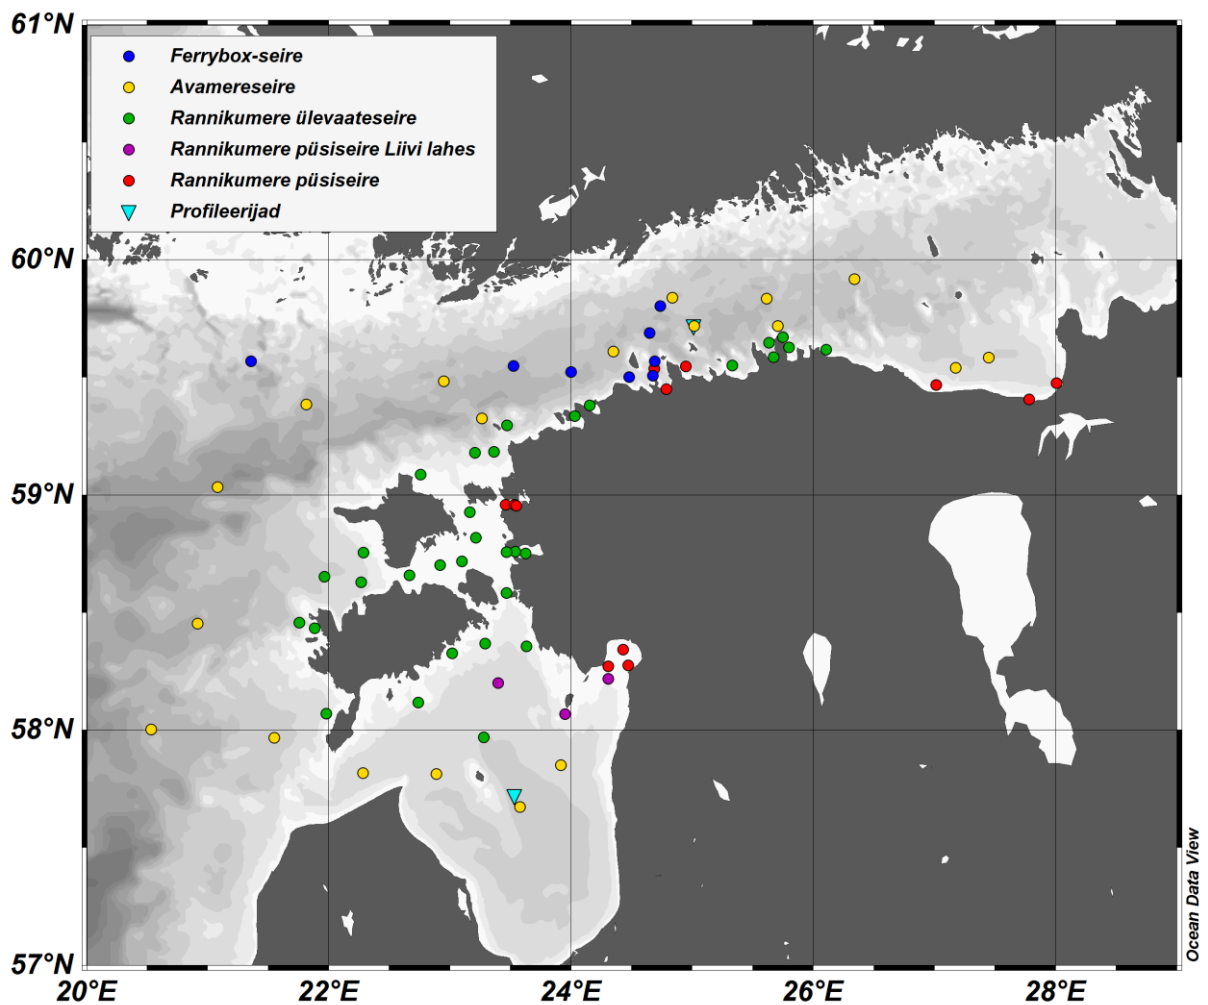 61°N
Ferrybox-seire
Avamereseire
Rannikumere ülevaateseire
Rannikumere püsiseire Liivi lahes
Rannikumere püsiseire
Profileerijad
60°N
59°N
58°N
57°N
20°E
22°E
24°E
26°E
28°E
Ocean Data View